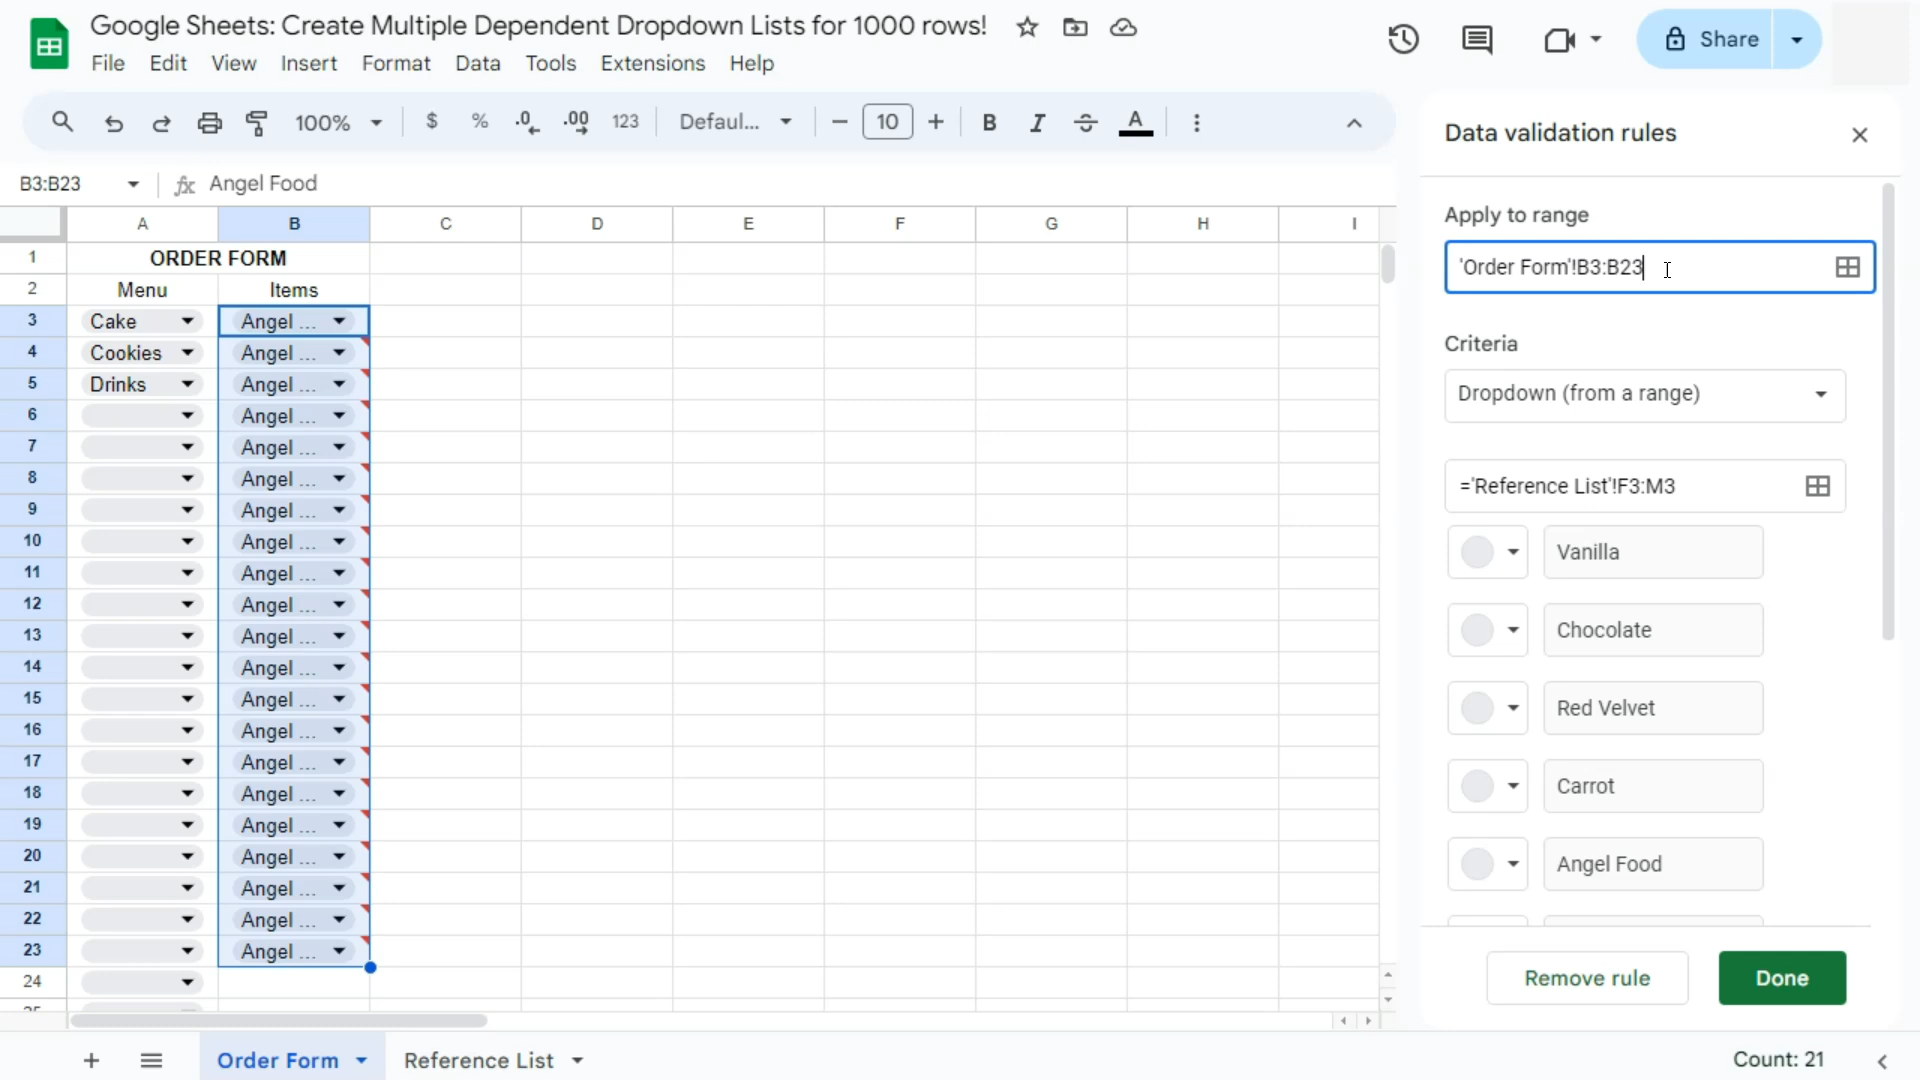 Google Sheets: Create Multiple Dependent Dropdown Lists for 1000 rows!
Share
File Edit View Insert Format Data Tools Extensions Help
100% $ % .0 .00 123 Defaul... 10 B I S A
Data validation rules
B3:B23 fx Angel Food
Apply to range
'Order Form'!B3:B23
A B C D E F G H I
1 ORDER FORM
2 Menu Items
3 Cake Angel ...
4 Cookies Angel ...
5 Drinks Angel ...
6 Angel ...
7 Angel ...
8 Angel ...
9 Angel ...
10 Angel ...
11 Angel ...
12 Angel ...
13 Angel ...
14 Angel ...
15 Angel ...
16 Angel ...
17 Angel ...
18 Angel ...
19 Angel ...
20 Angel ...
21 Angel ...
22 Angel ...
23 Angel ...
24
Criteria
Dropdown (from a range)
='Reference List'!F3:M3
Vanilla
Chocolate
Red Velvet
Carrot
Angel Food
Remove rule Done
Order Form Reference List Count: 21